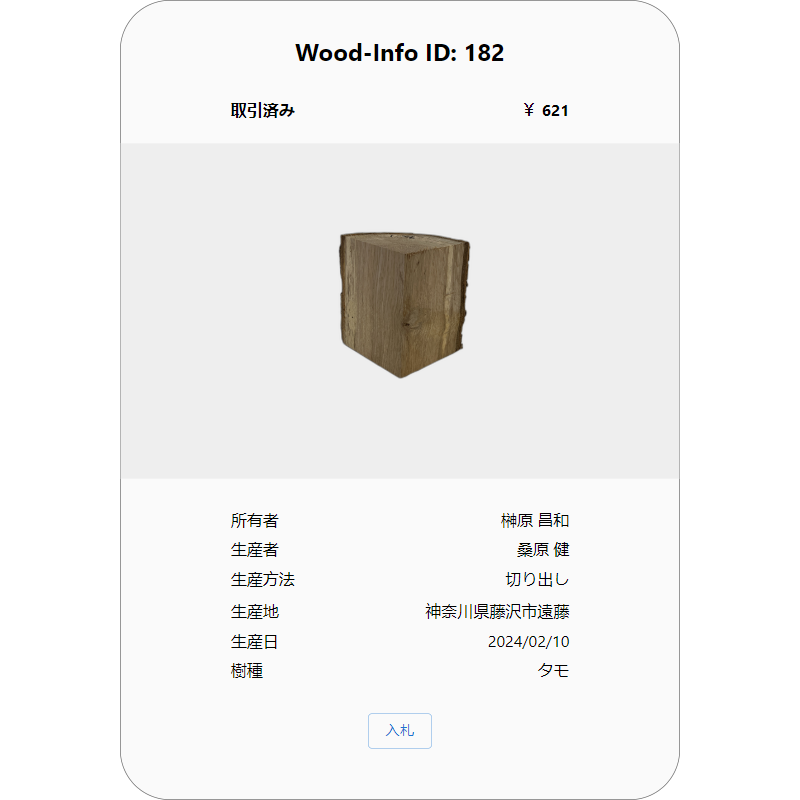 Wood-Info ID: 182
取引済み ￥ 621
所有者 榊原 昌和
生産者 桑原 健
生産方法 切り出し
生産地 神奈川県藤沢市遠藤
生産日 2024/02/10
樹種 タモ
入札